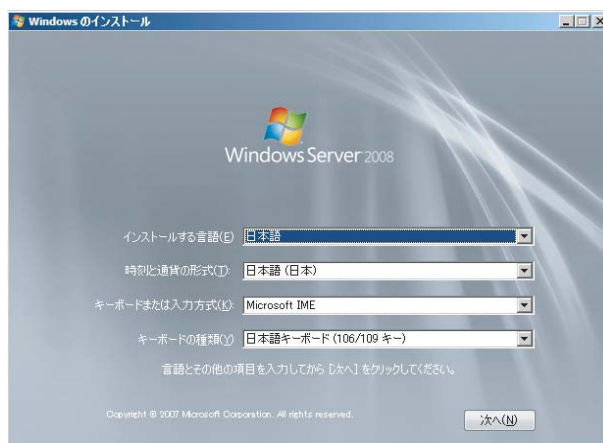 Windows のインストール
Windows Server 2008
インストールする言語(E) 日本語
時刻と通貨の形式(T): 日本語 (日本)
キーボードまたは入力方式(K): Microsoft IME
キーボードの種類(Y) 日本語キーボード (106/109 キー)
言語とその他の項目を入力してから [次へ] をクリックしてください。
Copyright © 2007 Microsoft Corporation. All rights reserved.
次へ(N)